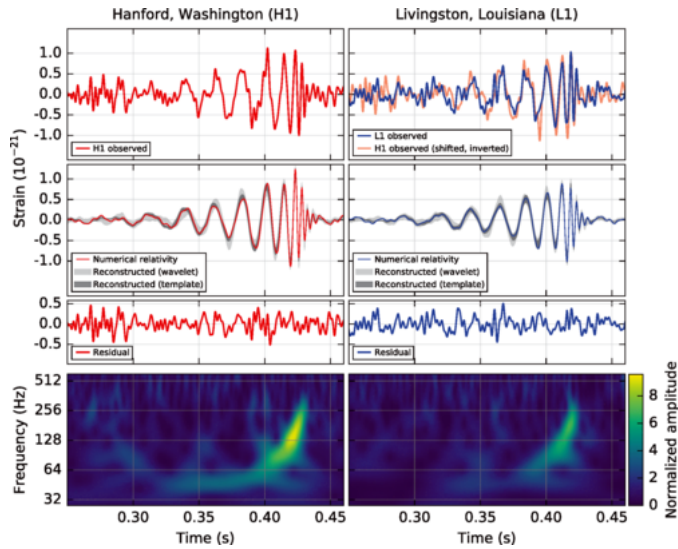 Hanford, Washington (H1)
Livingston, Louisiana (L1)
Strain (10⁻²¹)
1.0
0.5
0.0
-0.5
-1.0
H1 observed
L1 observed
H1 observed (shifted, inverted)
1.0
0.5
0.0
-0.5
-1.0
Numerical relativity
Reconstructed (wavelet)
Reconstructed (template)
Numerical relativity
Reconstructed (wavelet)
Reconstructed (template)
0.5
0.0
-0.5
Residual
Residual
Frequency (Hz)
512
256
128
64
32
0.30
0.35
0.40
0.45
Time (s)
0.30
0.35
0.40
0.45
Time (s)
8
6
4
2
0
Normalized amplitude